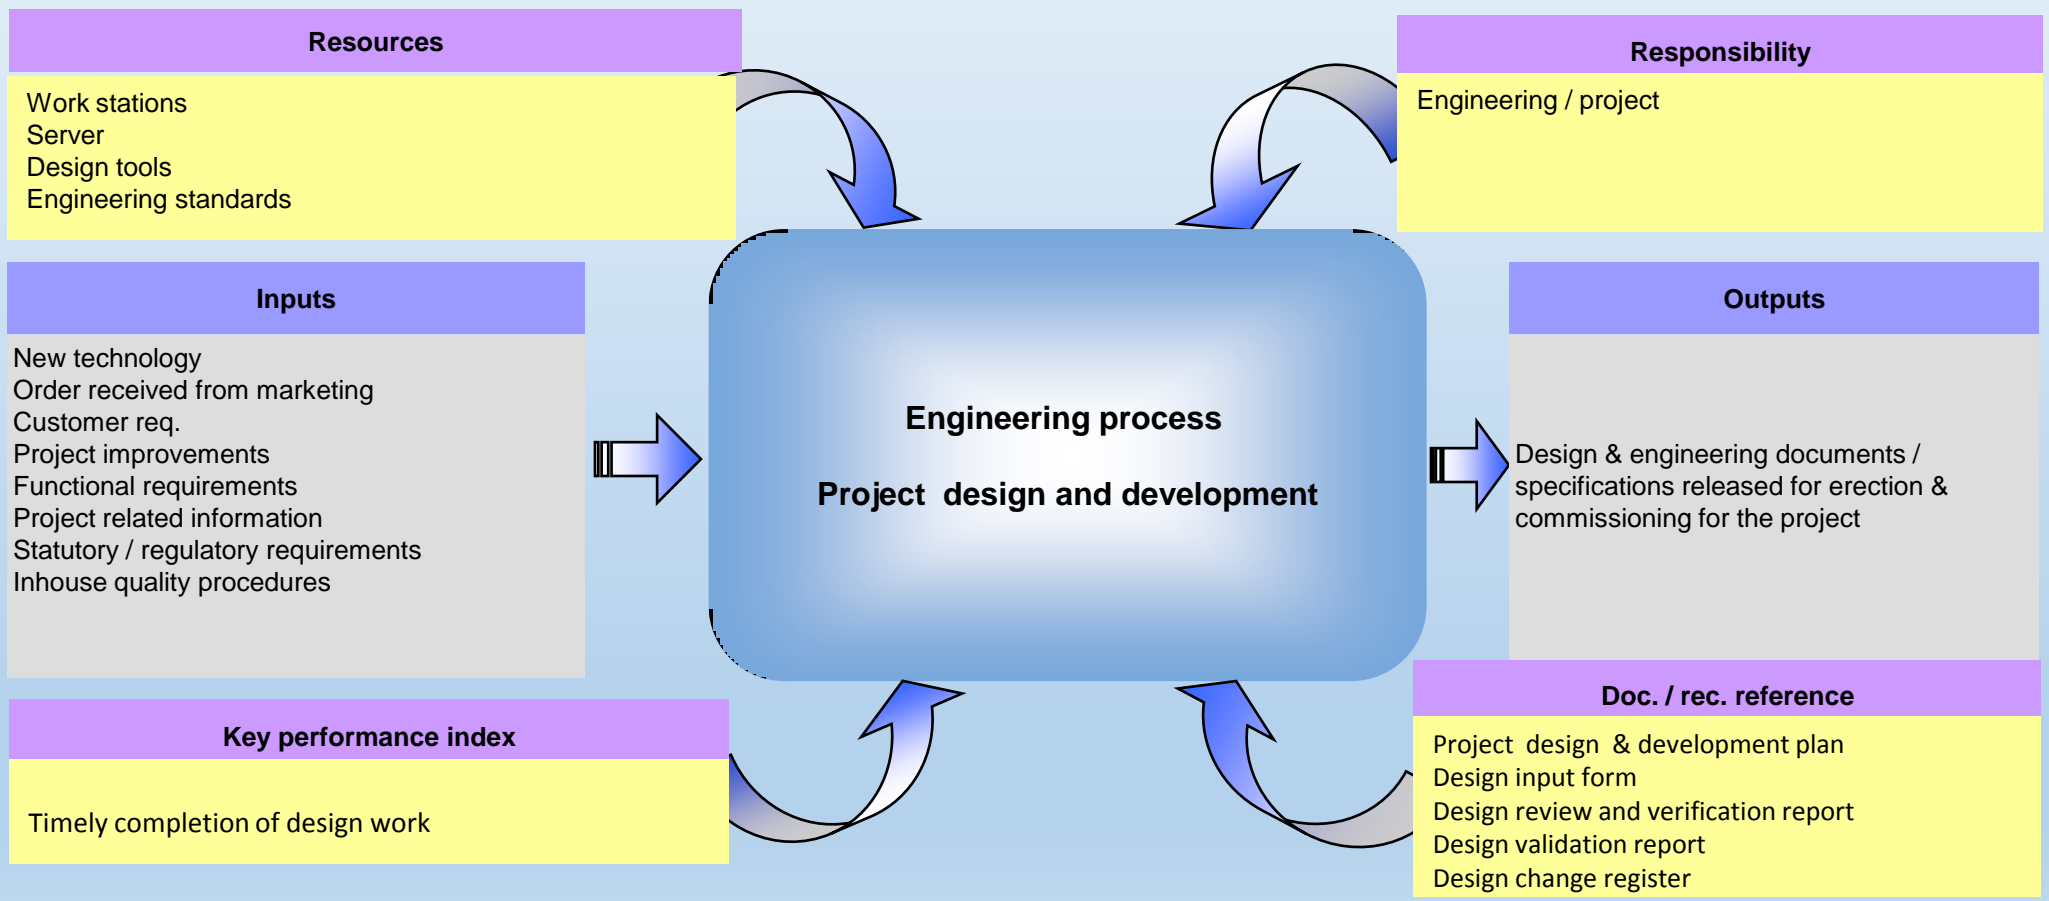 Resources
Work stations
Server
Design tools
Engineering standards
Responsibility
Engineering / project
Inputs
New technology
Order received from marketing
Customer req.
Project improvements
Functional requirements
Project related information
Statutory / regulatory requirements
Inhouse quality procedures
Engineering process
Project  design and development
Outputs
Design & engineering documents /
specifications released for erection &
commissioning for the project
Key performance index
Timely completion of design work
Doc. / rec. reference
Project  design  & development plan
Design input form
Design review and verification report
Design validation report
Design change register